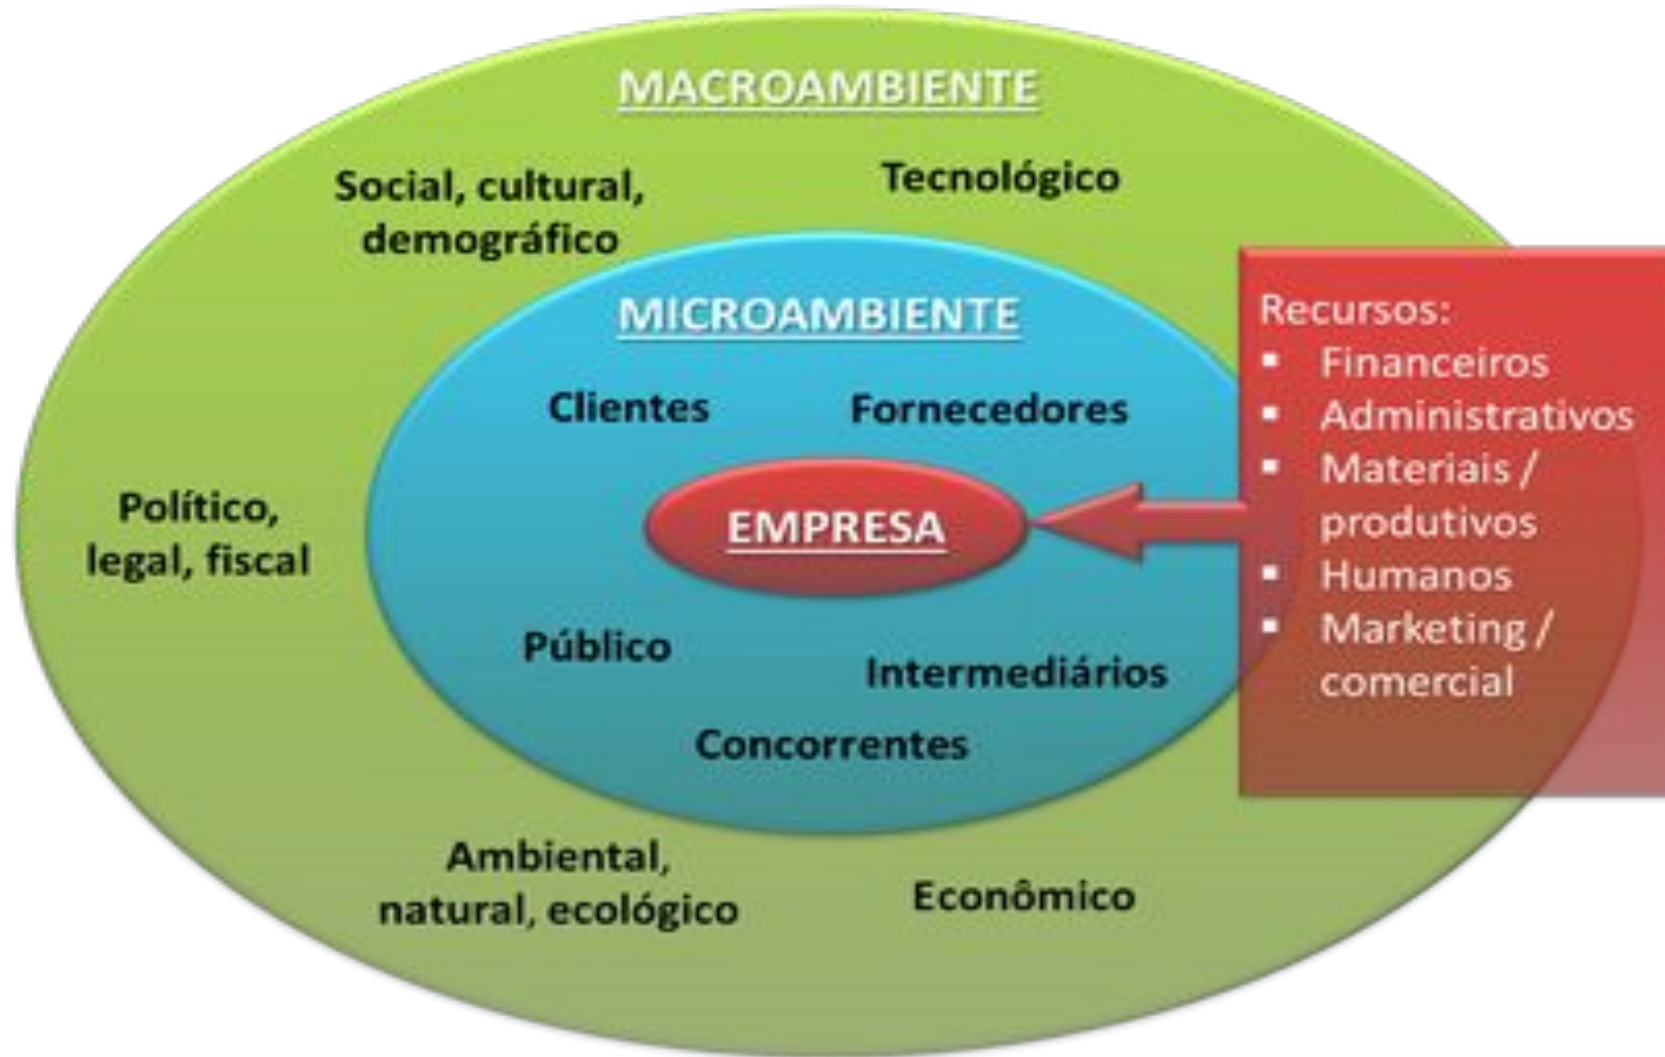 MACROAMBIENTE
Social, cultural,
demográfico
Tecnológico
MICROAMBIENTE
Clientes
Fornecedores
Político,
legal, fiscal
EMPRESA
Público
Intermediários
Concorrentes
Ambiental,
natural, ecológico
Econômico
Recursos:
▪ Financeiros
▪ Administrativos
▪ Materiais /
produtivos
▪ Humanos
▪ Marketing /
comercial